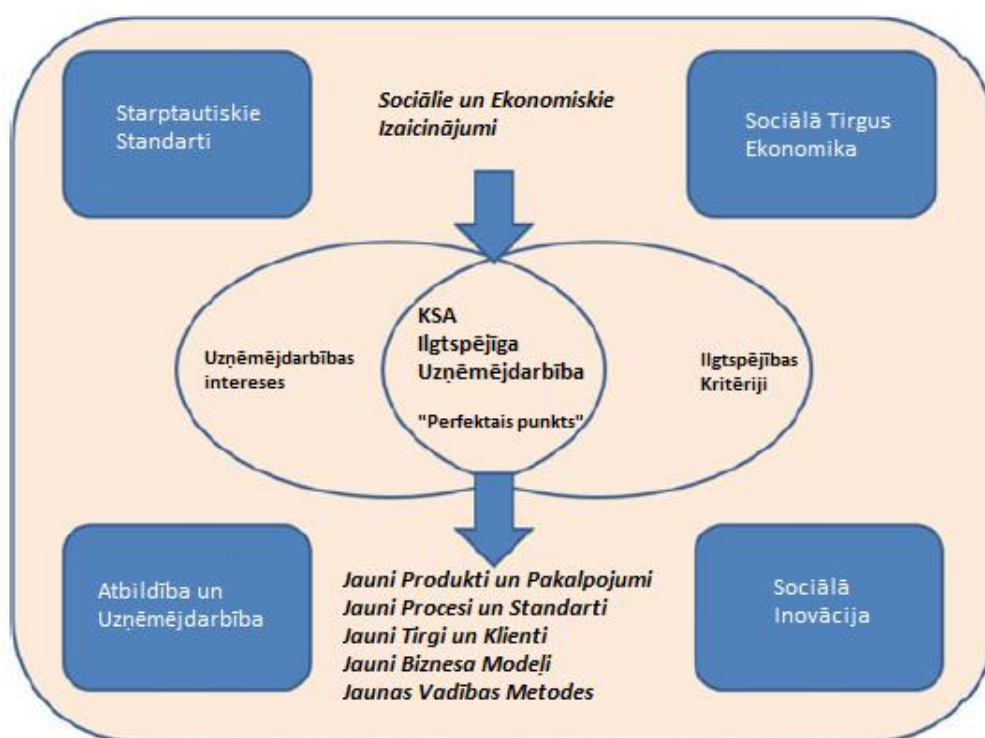 Starptautiskie
Standarti
Sociālie un Ekonomiskie
Izaicinājumi
Sociālā Tirgus
Ekonomika
Uzņēmējdarbības
intereses
KSA
Ilgtspējīga
Uzņēmējdarbība
"Perfektais punkts"
Ilgtspējības
Kritēriji
Atbildība un
Uzņēmējdarbība
Jauni Produkti un Pakalpojumi
Jauni Procesi un Standarti
Jauni Tirgi un Klienti
Jauni Biznesa Modeļi
Jaunas Vadības Metodes
Sociālā
Inovācija